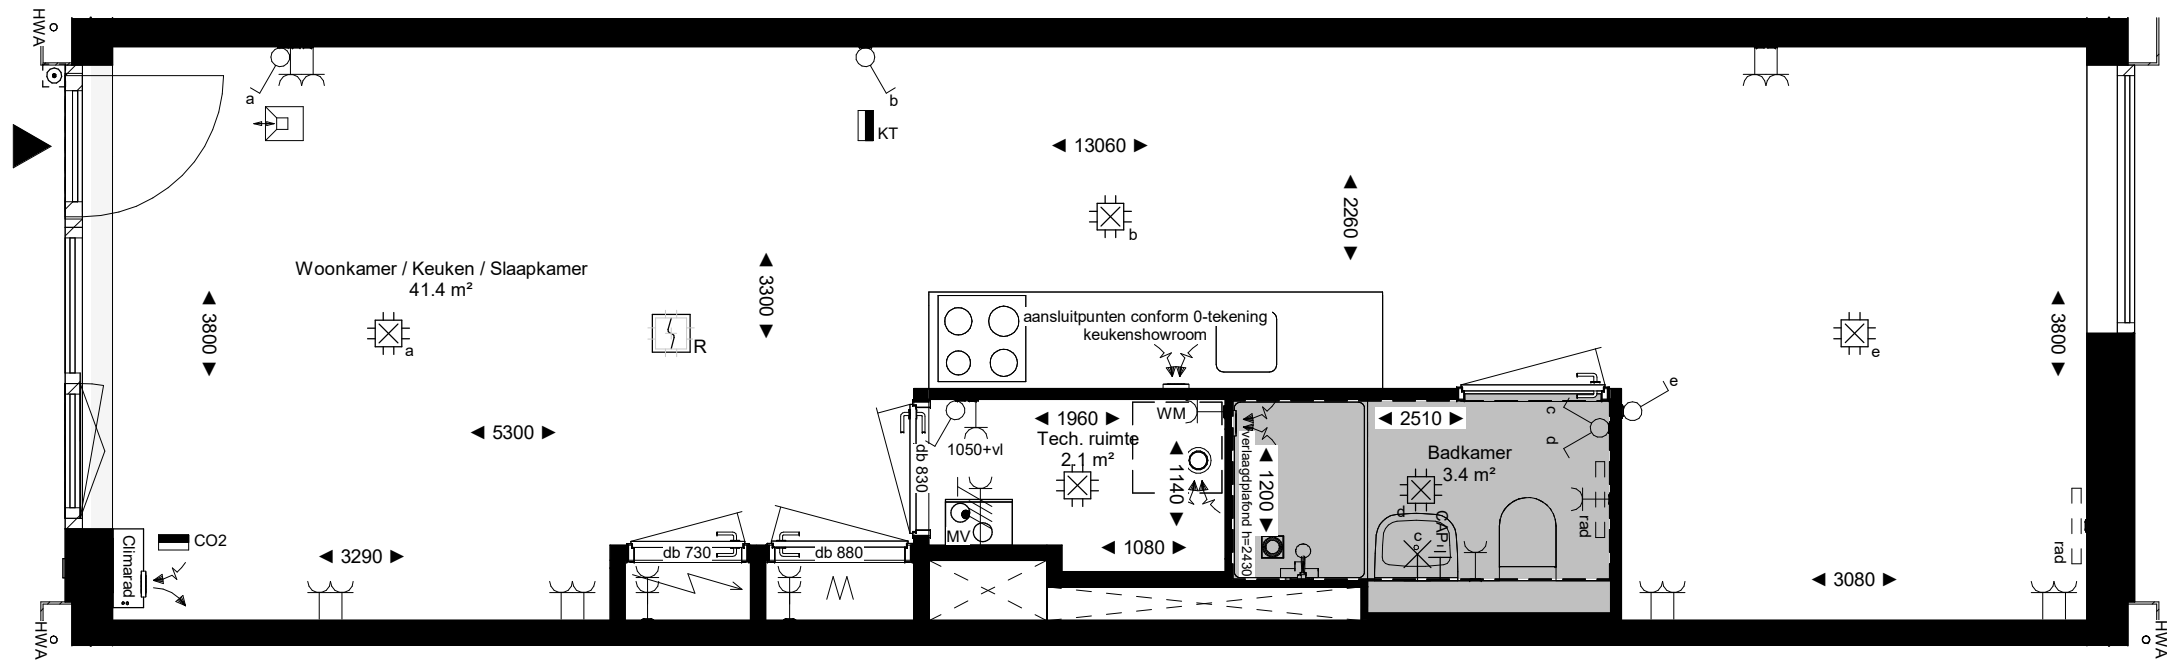 HWA
a
b
KT
13060
2260
b
Woonkamer / Keuken / Slaapkamer
41.4 m²
3800
a
R
3300
aansluitpunten conform 0-tekening
keukenshowroom
e
3800
5300
e
1960
WM
Tech. ruimte
2.1 m²
1050+vl
db 830
1140
1080
MV
verlaagdplafond h=2430
1200
2510
Badkamer
3.4 m²
c
d
d
c
CAP
rad
rad
CO2
Climarad
3290
db 730
db 880
3080
HWA
HWA